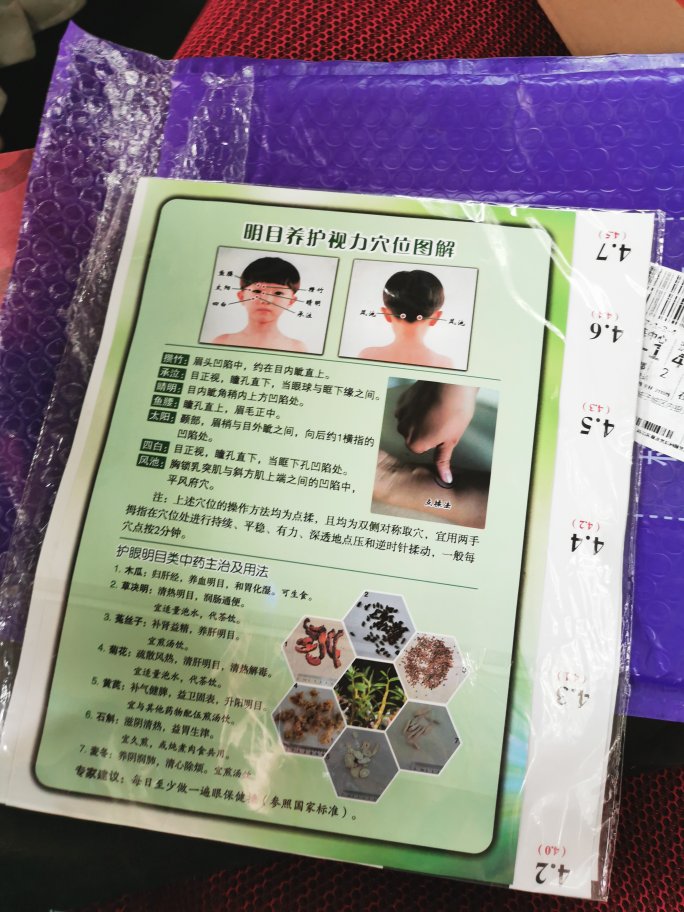 明目养护视力穴位图解
鱼腰
太阳
四白
攒竹
睛明
承泣
风池
风池
攒竹：眉头凹陷中，约在目内眦直上。
承泣：目正视，瞳孔直下，当眼球与眶下缘之间。
睛明：目内眦角稍内上方凹陷处。
鱼腰：瞳孔直上，眉毛正中。
太阳：颞部，眉梢与目外眦之间，向后约1横指的
凹陷处。
四白：目正视，瞳孔直下，当眶下孔凹陷处。
风池：胸锁乳突肌与斜方肌上端之间的凹陷中，
平风府穴。
点揉法
注：上述穴位的操作方法均为点揉，且均为双侧对称取穴，宜用两手
拇指在穴位处进行持续、平稳、有力、深透地点压和逆时针揉动，一般每
穴点按2分钟。
护眼明目类中药主治及用法
1. 木瓜：归肝经，养血明目，和胃化湿。可生食。
2. 草决明：清热明目，润肠通便。
宜适量泡水，代茶饮。
3. 菟丝子：补肾益精，养肝明目。
宜煎汤饮。
4. 菊花：疏散风热，清肝明目，清热解毒。
宜适量泡水，代茶饮。
5. 黄芪：补气健脾，益卫固表，升阳明目。
宜与其他药物配伍煎汤饮。
6. 石斛：滋阴清热，益胃生津。
宜久煎，或炖煮肉食共用。
7. 麦冬：养阴润肺，清心除烦。宜煎汤饮。
专家建议：每日至少做一遍眼保健操（参照国家标准）。
1
2
4
7
4.7
(4.5)
4.6
4.5
(4.3)
4.4
(4.2)
4.3
4.2
(4.0)